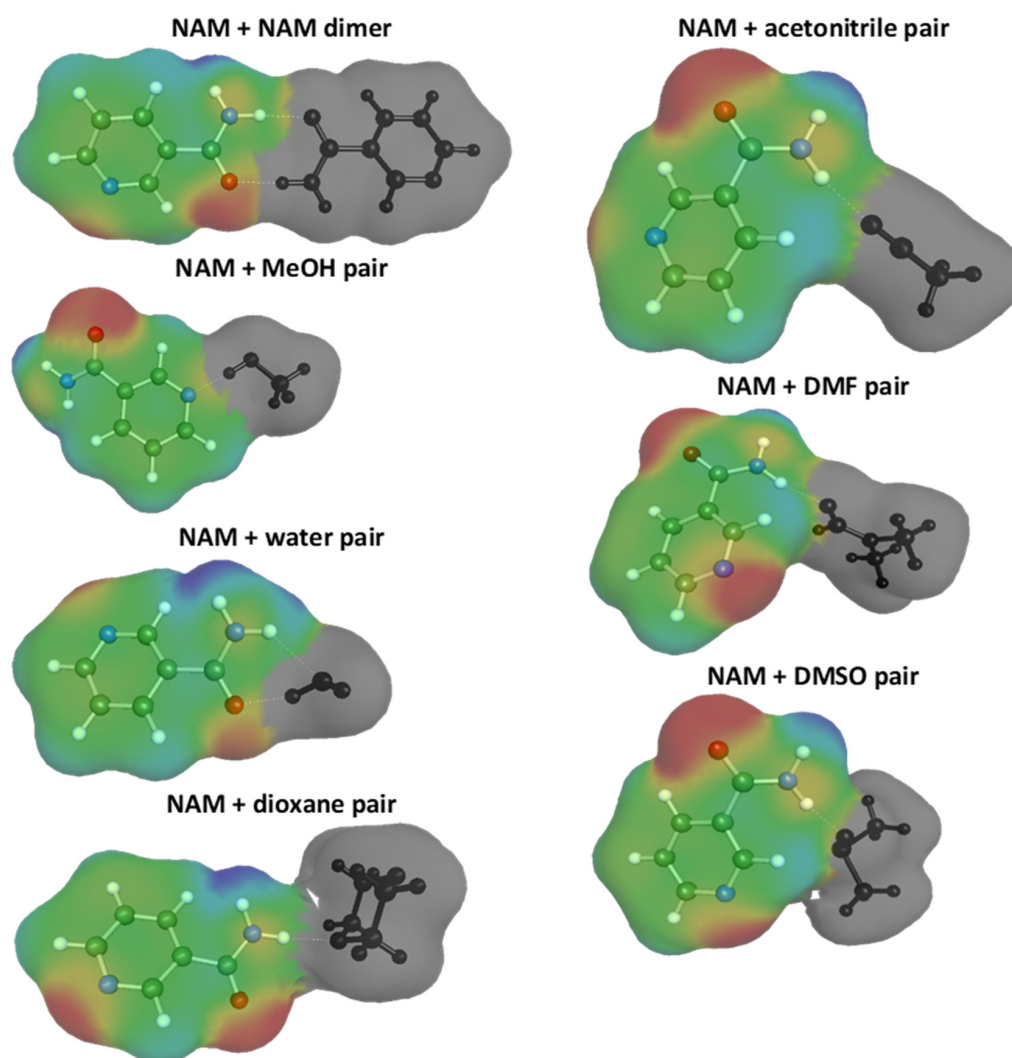 NAM + NAM dimer
NAM + MeOH pair
NAM + water pair
NAM + dioxane pair
NAM + acetonitrile pair
NAM + DMF pair
NAM + DMSO pair